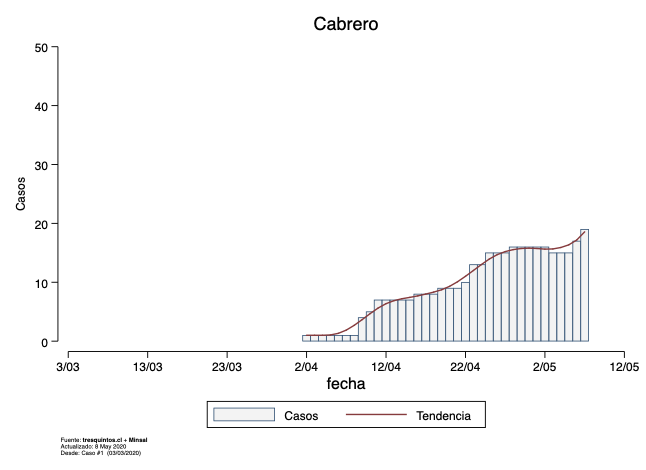 Cabrero
50
40
30
20
10
0
Casos
3/03 13/03 23/03 2/04 12/04 22/04 2/05 12/05
fecha
Casos Tendencia
Fuente: tresquintos.cl + Minsal
Actualizado: 8 May 2020
Desde: Caso #1 (03/03/2020)